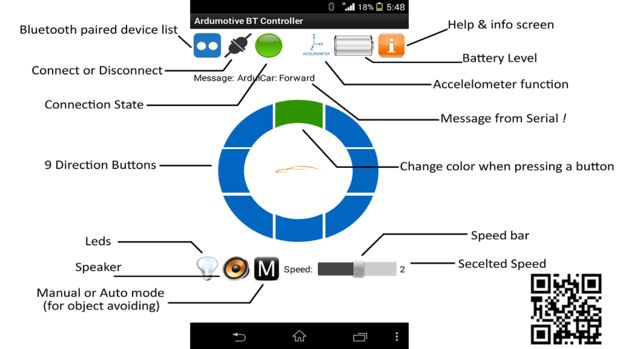 18% 5:48
Ardumotive BT Controller
Help & info screen
Bluetooth paired device list
Battery Level
ACCELEROMETER
Connect or Disconnect
Message: ArduiCar: Forward
Accelelometer function
Connection State
Message from Serial !
9 Direction Buttons
Change color when pressing a button
Leds
Speed bar
Speaker
M
Speed:
2
Secelted Speed
Manual or Auto mode
(for object avoiding)